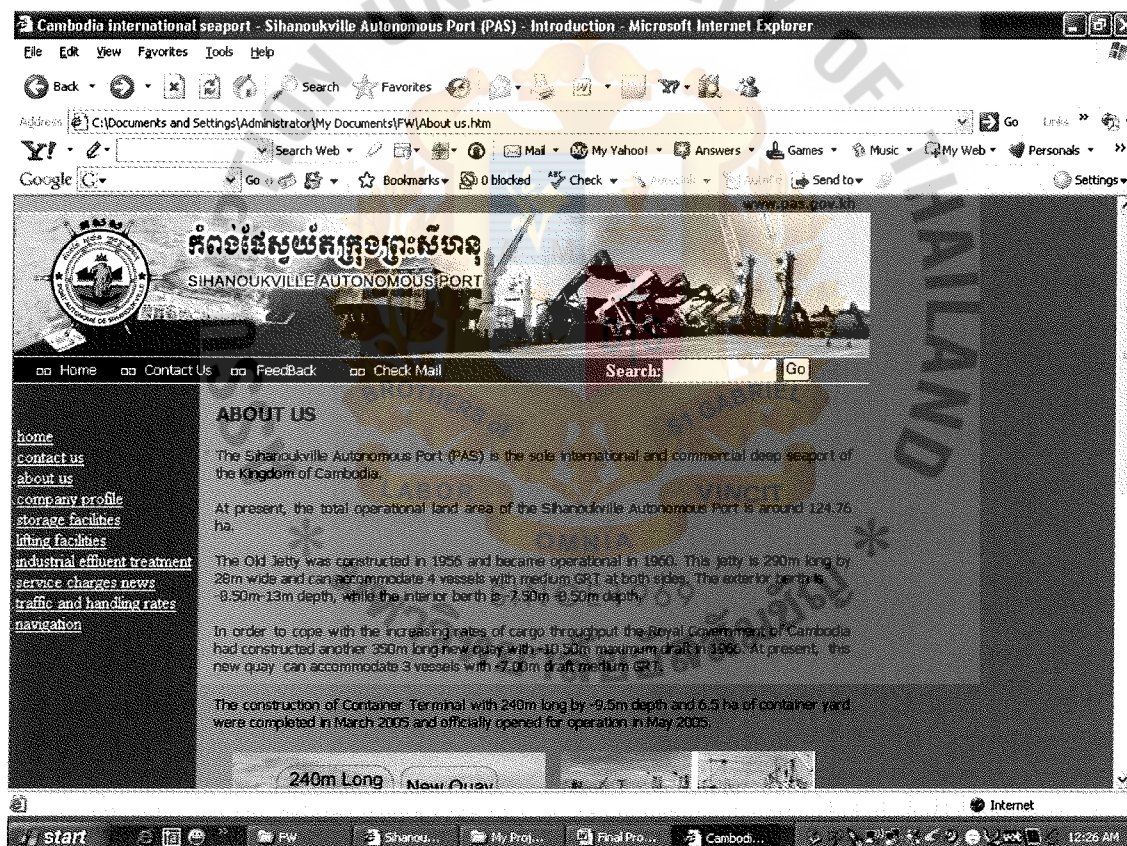 Cambodia international seaport - Sihanoukville Autonomous Port (PAS) - Introduction - Microsoft Internet Explorer
File Edit View Favorites Tools Help
Back Search Favorites
Address C:\Documents and Settings\Administrator\My Documents\FW\About us.htm Go Links »
Y! Search Web Mail My Yahoo! Answers Games Music My Web Personals »
Google G Go Bookmarks 0 blocked Check AutoLink AutoFill Send to Settings
www.pas.gov.kh
កំពង់ផែស្វយ័តក្រុងព្រះសីហនុ
SIHANOUKVILLE AUTONOMOUS PORT
Home Contact Us FeedBack Check Mail Search: Go
ABOUT US
home
contact us
about us
company profile
storage facilities
lifting facilities
industrial effluent treatment
service charges news
traffic and handling rates
navigation
The Sihanoukville Autonomous Port (PAS) is the sole international and commercial deep seaport of
the Kingdom of Cambodia.
At present, the total operational land area of the Sihanoukville Autonomous Port is around 124.76
ha.
The Old Jetty was constructed in 1956 and became operational in 1960. This jetty is 290m long by
28m wide and can accommodate 4 vessels with medium GRT at both sides. The exterior berth is
-8.50m-13m depth, while the interior berth is -7.50m -8.50m depth.
In order to cope with the increasing rates of cargo throughput the Royal Government of Cambodia
had constructed another 350m long new quay with -10.50m maximum draft in 1966. At present, this
new quay can accommodate 3 vessels with -7.00m draft medium GRT.
The construction of Container Terminal with 240m long by -9.5m depth and 6.5 ha of container yard
were completed in March 2005 and officially opened for operation in May 2005.
240m Long New Quay
Internet
start FW Sihanou... My Proj... Final Pro... Cambodi... 12:26 AM
OF THAILAND
BROTHERS OF ST GABRIEL
LABOR VINCIT
OMNIA